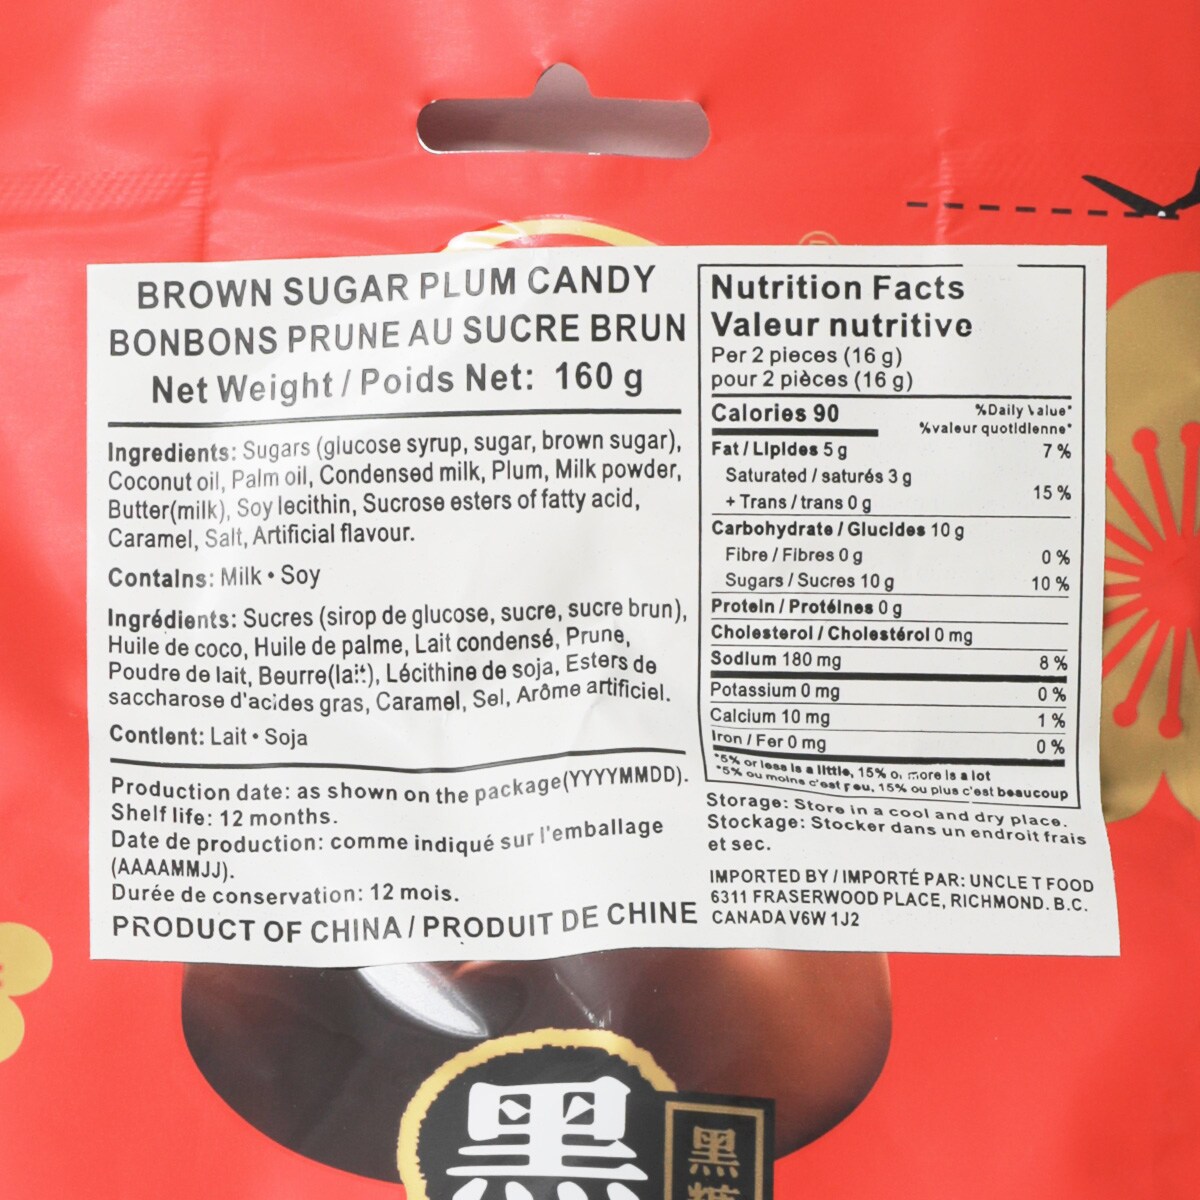 BROWN SUGAR PLUM CANDY
BONBONS PRUNE AU SUCRE BRUN
Net Weight / Poids Net: 160 g
Ingredients: Sugars (glucose syrup, sugar, brown sugar),
Coconut oil, Palm oil, Condensed milk, Plum, Milk powder,
Butter(milk), Soy lecithin, Sucrose esters of fatty acid,
Caramel, Salt, Artificial flavour.
Contains: Milk • Soy
Ingrédients: Sucres (sirop de glucose, sucre, sucre brun),
Huile de coco, Huile de palme, Lait condensé, Prune,
Poudre de lait, Beurre(lait), Lécithine de soja, Esters de
saccharose d'acides gras, Caramel, Sel, Arôme artificiel.
Contient: Lait • Soja
Production date: as shown on the package(YYYYMMDD).
Shelf life: 12 months.
Date de production: comme indiqué sur l'emballage
(AAAAMMJJ).
Durée de conservation: 12 mois.
PRODUCT OF CHINA / PRODUIT DE CHINE
Nutrition Facts
Valeur nutritive
Per 2 pieces (16 g)
pour 2 pièces (16 g)
Calories 90
%Daily Value*
%valeur quotidienne*
Fat / Lipides 5 g 7 %
Saturated / saturés 3 g
+ Trans / trans 0 g 15 %
Carbohydrate / Glucides 10 g
Fibre / Fibres 0 g 0 %
Sugars / Sucres 10 g 10 %
Protein / Protéines 0 g
Cholesterol / Cholestérol 0 mg
Sodium 180 mg 8 %
Potassium 0 mg 0 %
Calcium 10 mg 1 %
Iron / Fer 0 mg 0 %
*5% or less is a little, 15% or more is a lot
*5% ou moins c'est peu, 15% ou plus c'est beaucoup
Storage: Store in a cool and dry place.
Stockage: Stocker dans un endroit frais
et sec.
IMPORTED BY / IMPORTÉ PAR: UNCLE T FOOD
6311 FRASERWOOD PLACE, RICHMOND. B.C.
CANADA V6W 1J2
黑
黑糖